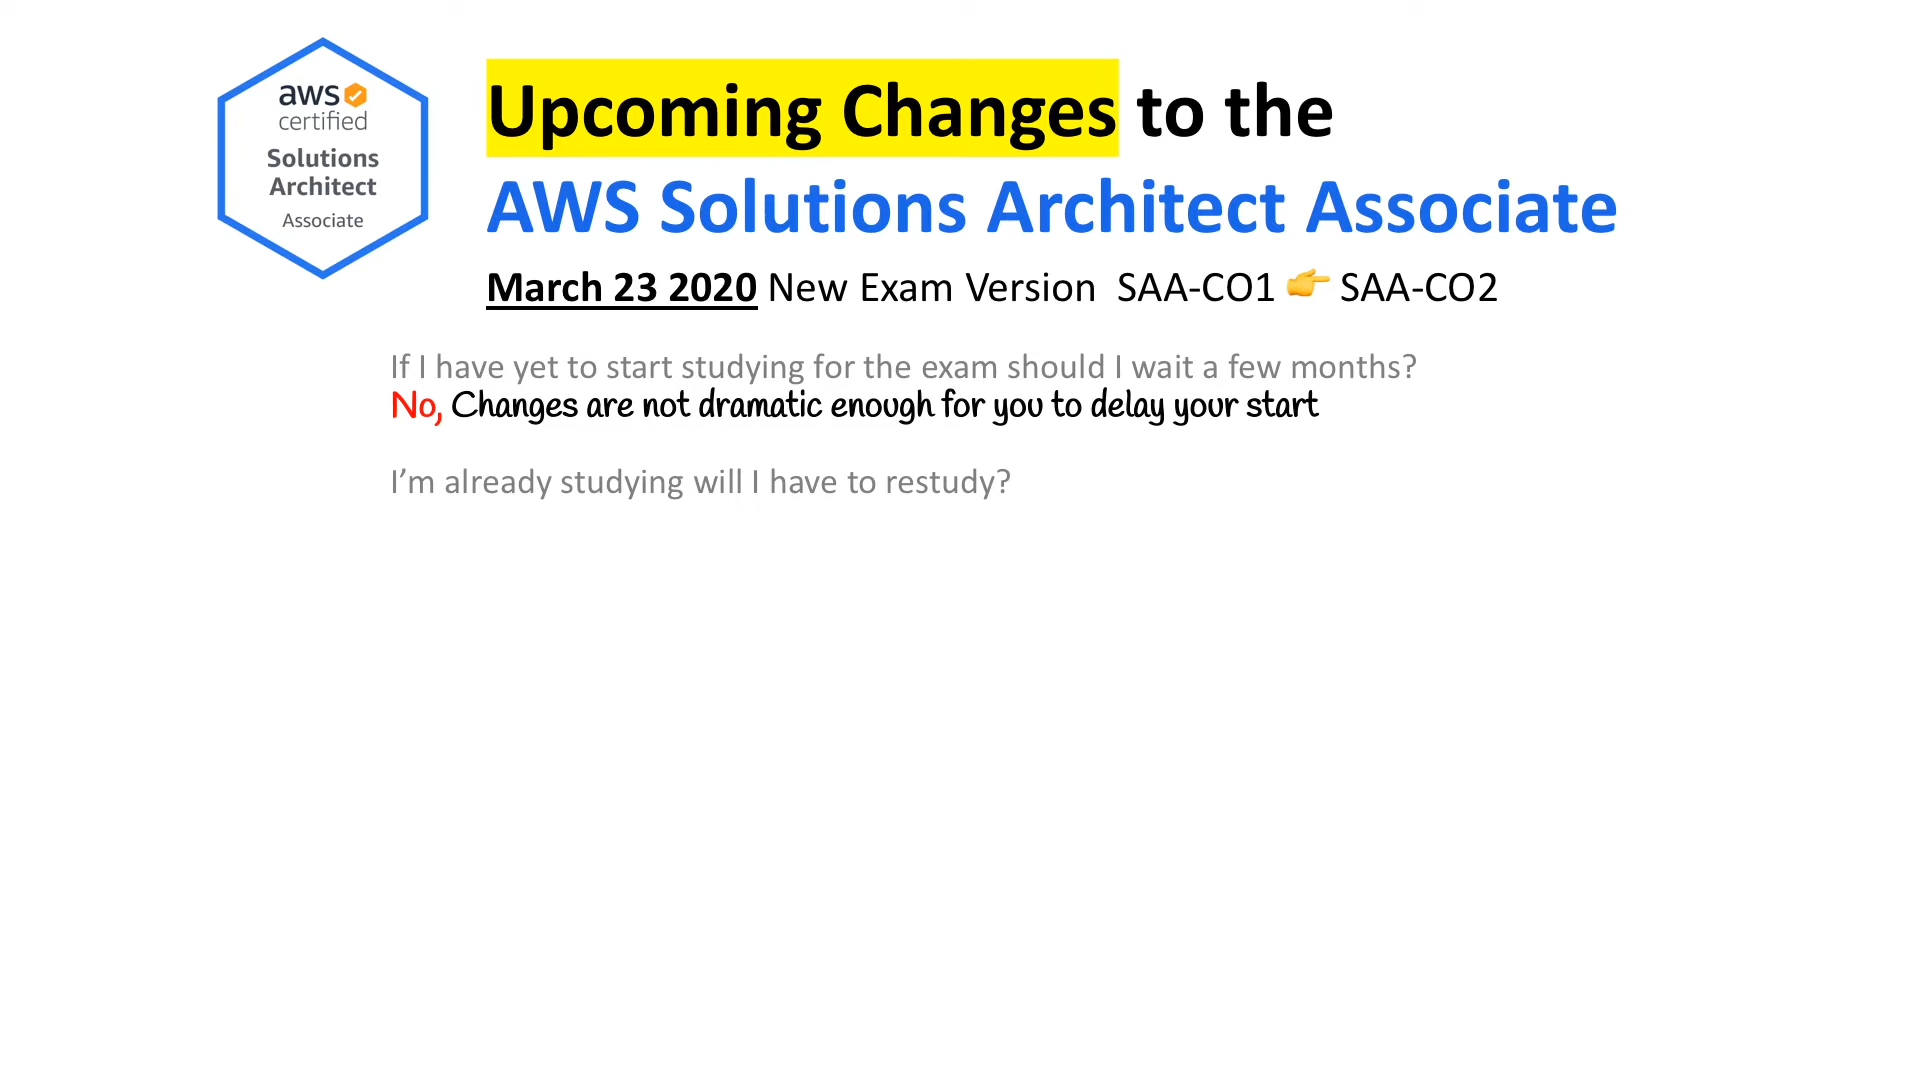 aws
certified
Solutions
Architect
Associate
Upcoming Changes to the
AWS Solutions Architect Associate
March 23 2020 New Exam Version SAA-CO1 👉 SAA-CO2
If I have yet to start studying for the exam should I wait a few months?
No, Changes are not dramatic enough for you to delay your start
I’m already studying will I have to restudy?